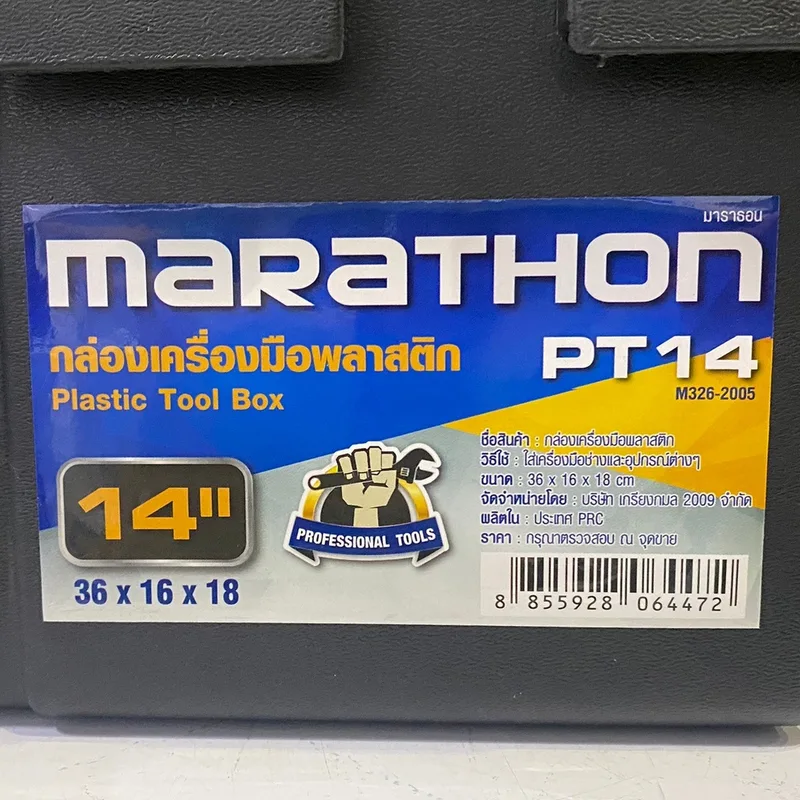 มาราธอน
MARATHON
กล่องเครื่องมือพลาสติก
PT14
Plastic Tool Box
M326-2005
14"
36 x 16 x 18
PROFESSIONAL TOOLS
ชื่อสินค้า : กล่องเครื่องมือพลาสติก
วิธีใช้ : ใส่เครื่องมือช่างและอุปกรณ์ต่างๆ
ขนาด : 36 x 16 x 18 cm
จัดจำหน่ายโดย : บริษัท เกรียงกมล 2009 จำกัด
ผลิตใน : ประเทศ PRC
ราคา : กรุณาตรวจสอบ ณ จุดขาย
8 855928 064472